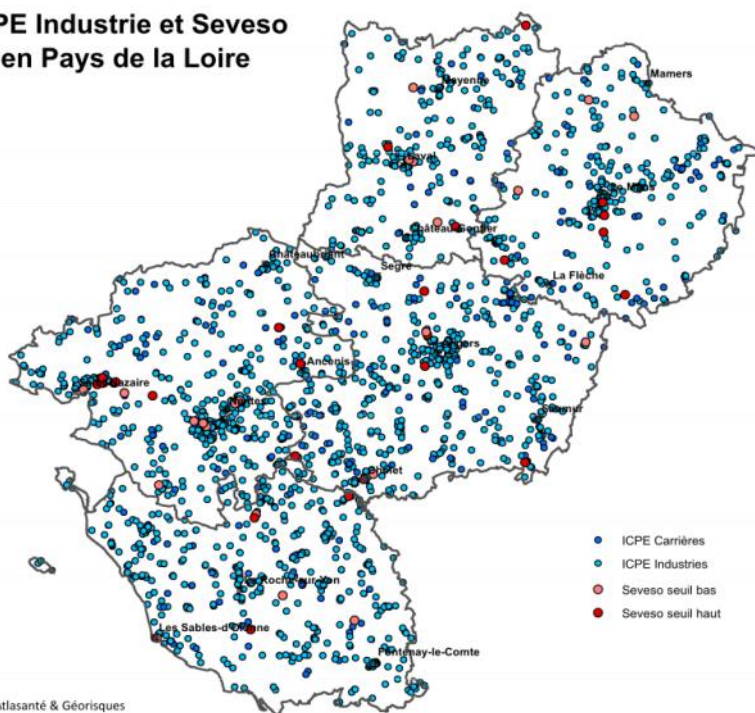 PE Industrie et Seveso
en Pays de la Loire
Mamers
Mayenne
Laval
Le Mans
Château-Gontier
Châteaubriant
Segré
La Flèche
Ancenis
Angers
Saint-Nazaire
Nantes
Saumur
Cholet
ICPE Carrières
ICPE Industries
Seveso seuil bas
Seveso seuil haut
La Roche-sur-Yon
Les Sables-d'Olonne
Fontenay-le-Comte
Atlasanté & Géorisques